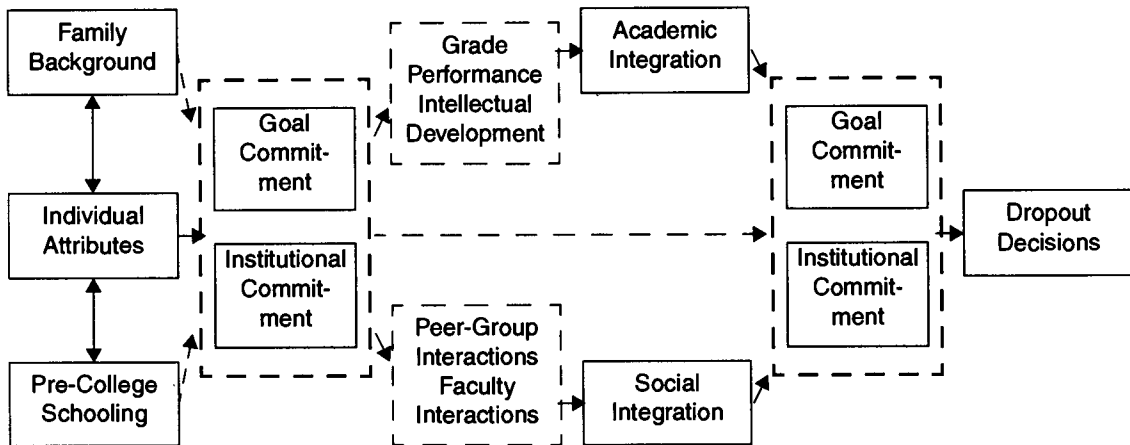 Family
Background
Individual
Attributes
Pre-College
Schooling
Goal
Commit-
ment
Institutional
Commit-
ment
Grade
Performance
Intellectual
Development
Peer-Group
Interactions
Faculty
Interactions
Academic
Integration
Social
Integration
Goal
Commit-
ment
Institutional
Commit-
ment
Dropout
Decisions